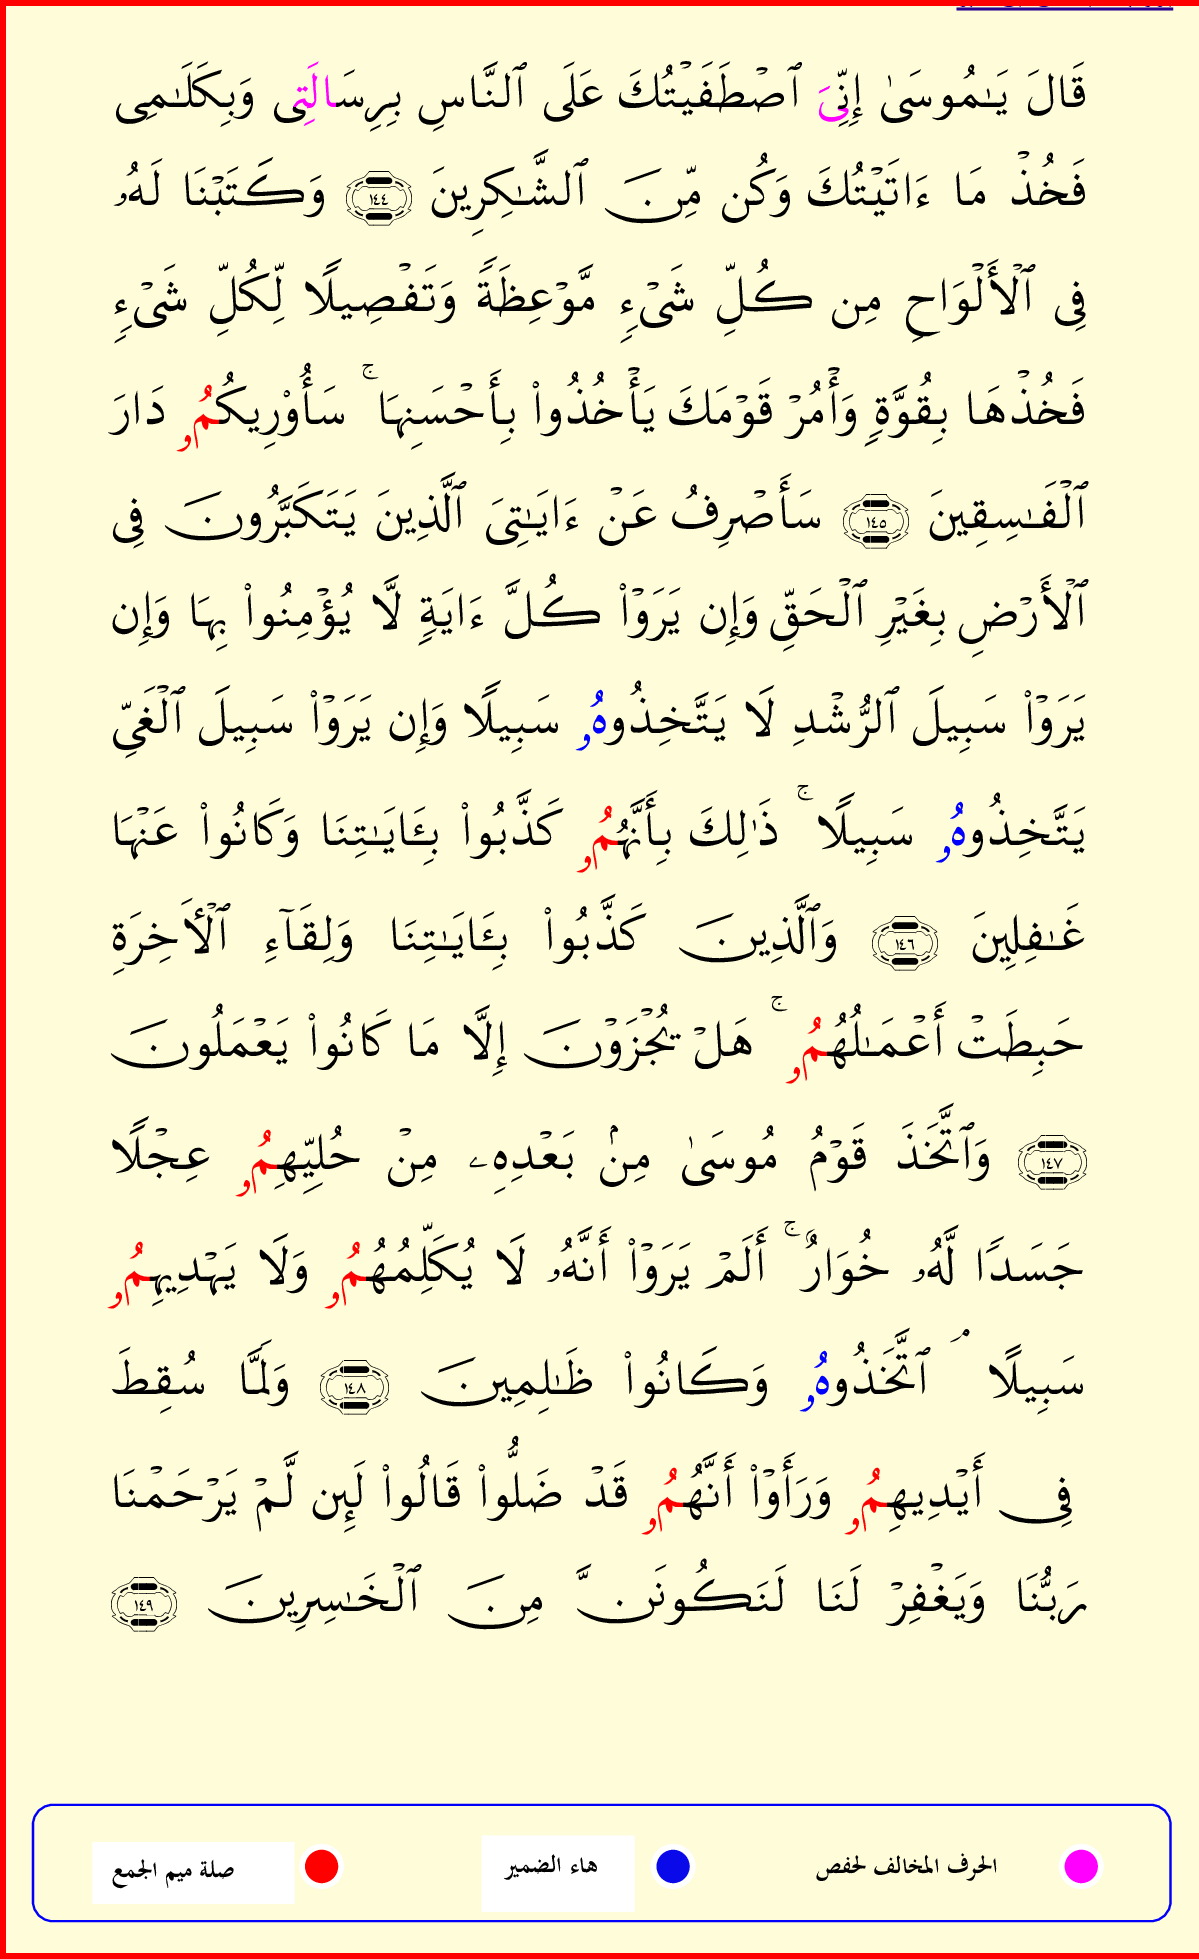 قَالَ يَـٰمُوسَىٰ إِنِّىَ ٱصْطَفَيْتُكَ عَلَى ٱلنَّاسِ بِرِسَالَتِى وَبِكَلَـٰمِى
فَخُذْ مَا ءَاتَيْتُكَ وَكُن مِّنَ ٱلشَّـٰكِرِينَ ١٤٤ وَكَتَبْنَا لَهُۥ
فِى ٱلْأَلْوَاحِ مِن كُلِّ شَىْءٍ مَّوْعِظَةً وَتَفْصِيلًا لِّكُلِّ شَىْءٍ
فَخُذْهَا بِقُوَّةٍ وَأْمُرْ قَوْمَكَ يَأْخُذُوا۟ بِأَحْسَنِهَا ۚ سَأُو۟رِيكُمُۥ دَارَ
ٱلْفَـٰسِقِينَ ١٤٥ سَأَصْرِفُ عَنْ ءَايَـٰتِىَ ٱلَّذِينَ يَتَكَبَّرُونَ فِى
ٱلْأَرْضِ بِغَيْرِ ٱلْحَقِّ وَإِن يَرَوْا۟ كُلَّ ءَايَةٍ لَّا يُؤْمِنُوا۟ بِهَا وَإِن
يَرَوْا۟ سَبِيلَ ٱلرُّشْدِ لَا يَتَّخِذُوهُۥ سَبِيلًا وَإِن يَرَوْا۟ سَبِيلَ ٱلْغَىِّ
يَتَّخِذُوهُۥ سَبِيلًا ۚ ذَٰلِكَ بِأَنَّهُمُۥ كَذَّبُوا۟ بِـَٔايَـٰتِنَا وَكَانُوا۟ عَنْهَا
غَـٰفِلِينَ ١٤٦ وَٱلَّذِينَ كَذَّبُوا۟ بِـَٔايَـٰتِنَا وَلِقَآءِ ٱلْـَٔاخِرَةِ
حَبِطَتْ أَعْمَـٰلُهُمُۥ ۚ هَلْ يُجْزَوْنَ إِلَّا مَا كَانُوا۟ يَعْمَلُونَ
١٤٧ وَٱتَّخَذَ قَوْمُ مُوسَىٰ مِنۢ بَعْدِهِۦ مِنْ حُلِيِّهِمُۥ عِجْلًا
جَسَدًا لَّهُۥ خُوَارٌ ۚ أَلَمْ يَرَوْا۟ أَنَّهُۥ لَا يُكَلِّمُهُمُۥ وَلَا يَهْدِيهِمُۥ
سَبِيلًا ۘ ٱتَّخَذُوهُۥ وَكَانُوا۟ ظَـٰلِمِينَ ١٤٨ وَلَمَّا سُقِطَ
فِى أَيْدِيهِمُۥ وَرَأَوْا۟ أَنَّهُمُۥ قَدْ ضَلُّوا۟ قَالُوا۟ لَئِن لَّمْ يَرْحَمْنَا
رَبُّنَا وَيَغْفِرْ لَنَا لَنَكُونَنَّ مِنَ ٱلْخَـٰسِرِينَ ١٤٩
الحرف المخالف لحفص
هاء الضمير
صلة ميم الجمع